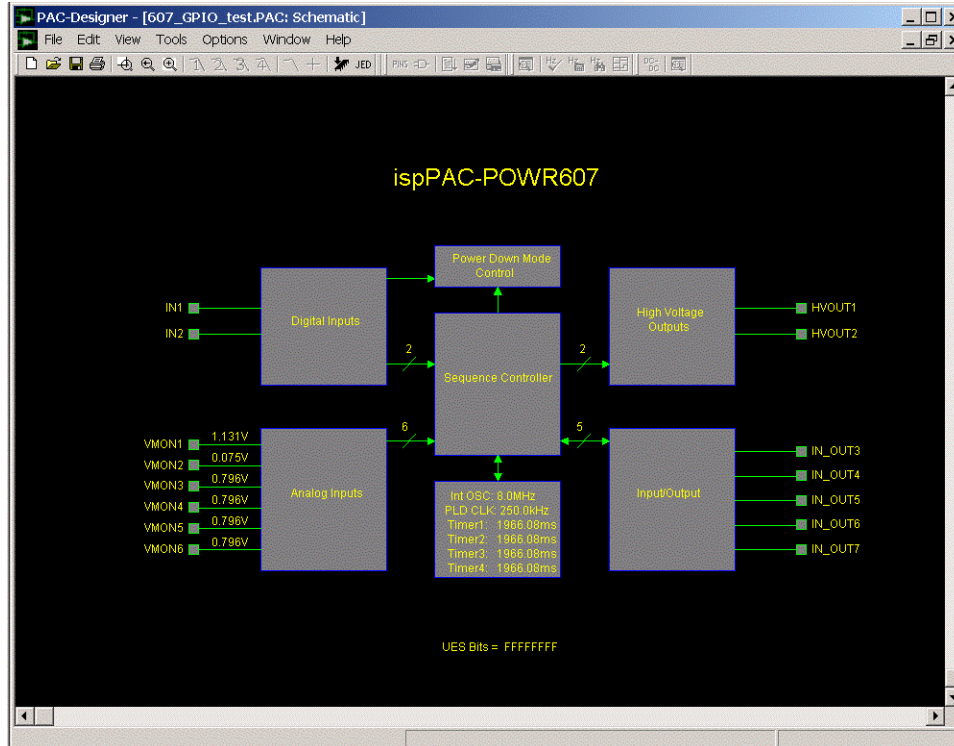 PAC-Designer - [607_GPIO_test.PAC: Schematic]
File Edit View Tools Options Window Help
JED PINS
ispPAC-POWR607
Power Down Mode
Control
IN1
IN2
Digital Inputs
High Voltage
Outputs
HVOUT1
HVOUT2
2
2
Sequence Controller
VMON1 1.131V
VMON2 0.075V
VMON3 0.796V
VMON4 0.796V
VMON5 0.796V
VMON6 0.796V
Analog Inputs
6
5
Input/Output
IN_OUT3
IN_OUT4
IN_OUT5
IN_OUT6
IN_OUT7
Int OSC: 8.0MHz
PLD CLK: 250.0kHz
Timer1: 1966.08ms
Timer2: 1966.08ms
Timer3: 1966.08ms
Timer4: 1966.08ms
UES Bits = FFFFFFFF